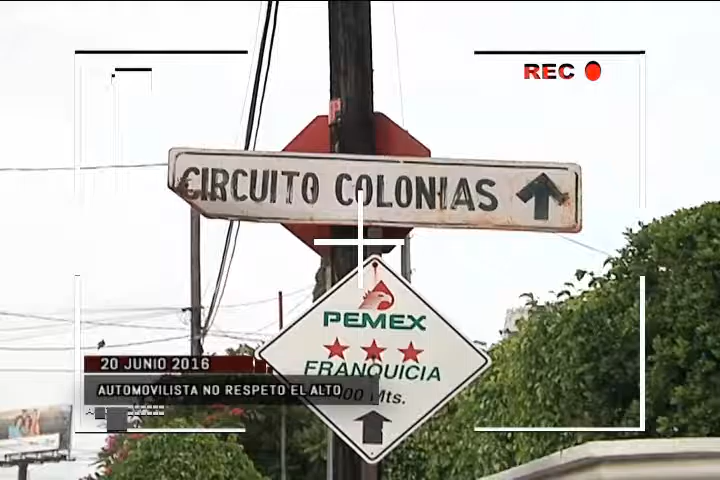 REC
CIRCUITO COLONIAS
PEMEX
FRANQUICIA
00 Mts.
20 JUNIO 2016
AUTOMOVILISTA NO RESPETO EL ALTO